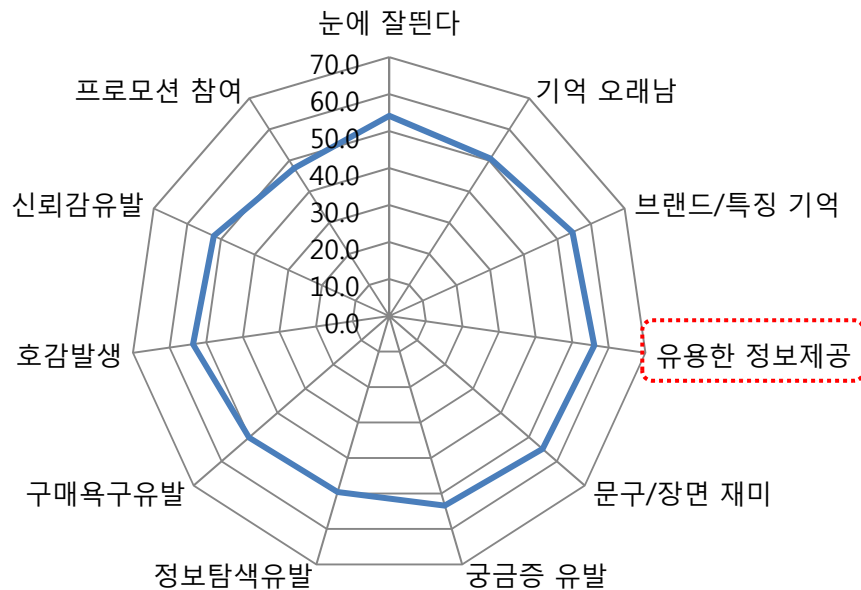 눈에 잘띈다
기억 오래남
브랜드/특징 기억
유용한 정보제공
문구/장면 재미
궁금증 유발
정보탐색유발
구매욕구유발
호감발생
신뢰감유발
프로모션 참여
70.0
60.0
50.0
40.0
30.0
20.0
10.0
0.0